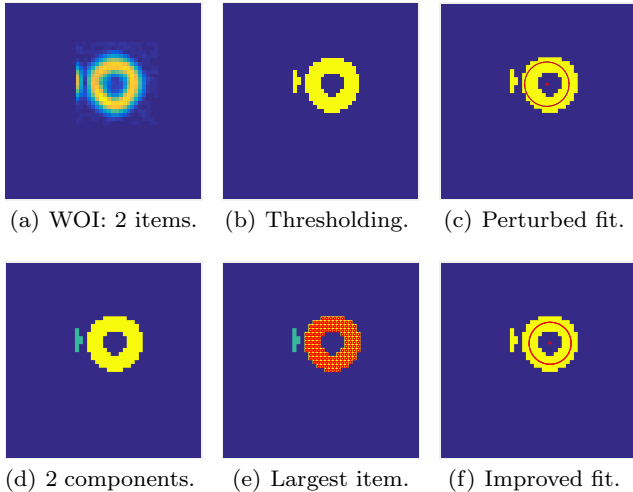 (a) WOI: 2 items. (b) Thresholding. (c) Perturbed fit.
(d) 2 components. (e) Largest item. (f) Improved fit.